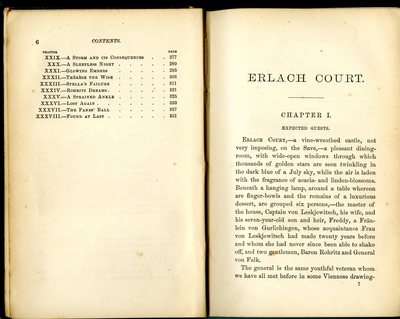 6 CONTENTS.
CHAPTER PAGE
XXIX.—A Storm and its Consequences . . 277
XXX.—A Sleepless Night . . . . . . 289
XXXI.—Glowing Embers . . . . . . 295
XXXII.—Thérèse the Wise . . . . . 303
XXXIII.—Stella's Failure . . . . . . 311
XXXIV.—Rohritz Dreams . . . . . . 321
XXXV.—A Sprained Ankle . . . . . 325
XXXVI.—Lost Again . . . . . . . 330
XXXVII.—The Fanes' Ball . . . . . 337
XXXVIII.—Found at Last . . . . . . 351
ERLACH COURT.
CHAPTER I.
EXPECTED GUESTS.
Erlach Court,—a vine-wreathed castle, not
very imposing, on the Save,—a pleasant dining-
room, with wide-open windows through which
thousands of golden stars are seen twinkling in
the dark blue of a July sky, while the air is laden
with the fragrance of acacia- and linden-blossoms.
Beneath a hanging lamp, around a table whereon
are finger-bowls and the remains of a luxurious
dessert, are grouped six persons,—the master of
the house, Captain von Leskjewitsch, his wife, and
his seven-year-old son and heir, Freddy, a Fräu-
lein von Gurlichingen, whose acquaintance Frau
von Leskjewitsch had made twenty years before
and whom she had never since been able to shake
off, and two gentlemen, Baron Rohritz and General
von Falk.
The general is the same youthful veteran whom
we have all met before in some Viennese drawing-
1